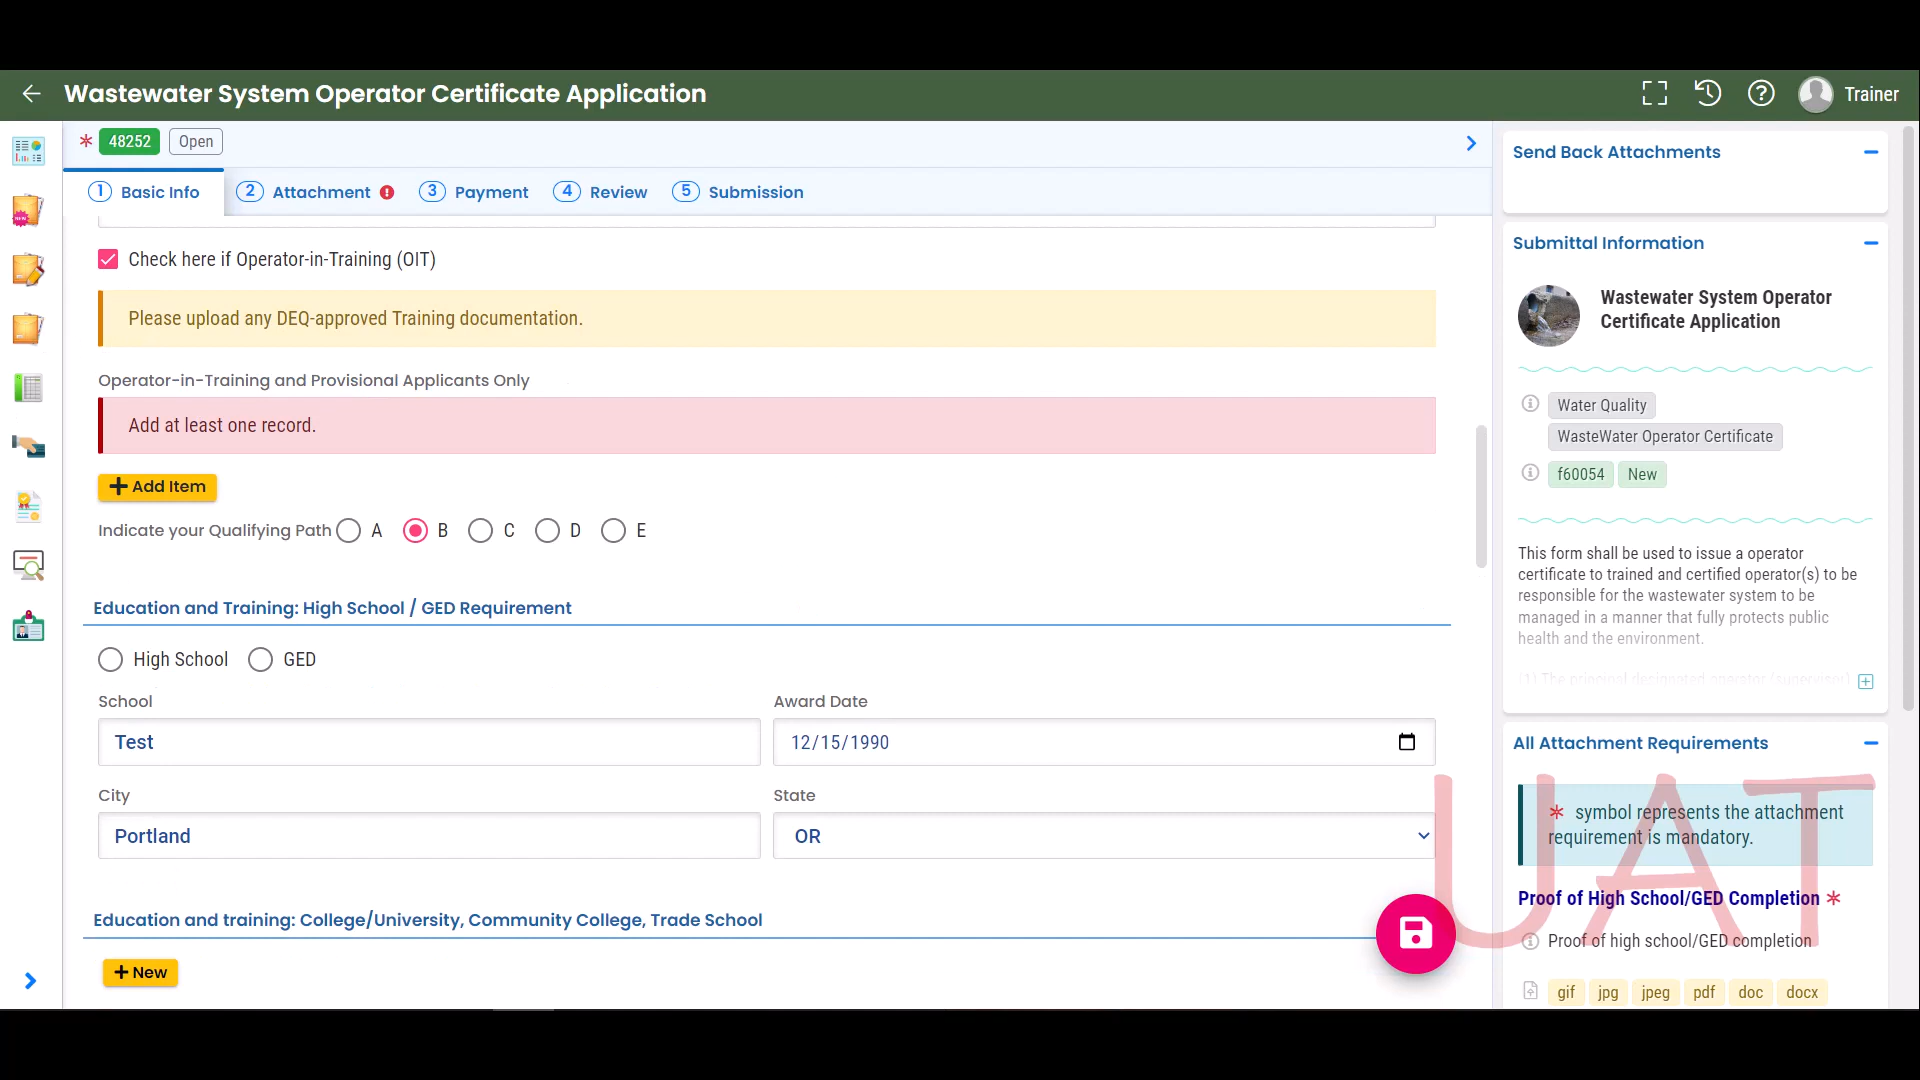 Wastewater System Operator Certificate Application
Trainer
* 48252 Open
1 Basic Info 2 Attachment 3 Payment 4 Review 5 Submission
Check here if Operator-in-Training (OIT)
Please upload any DEQ-approved Training documentation.
Operator-in-Training and Provisional Applicants Only
Add at least one record.
+ Add Item
Indicate your Qualifying Path A B C D E
Education and Training: High School / GED Requirement
High School GED
School Award Date
Test 12/15/1990
City State
Portland OR
Education and training: College/University, Community College, Trade School
+ New
Send Back Attachments
Submittal Information
Wastewater System Operator
Certificate Application
Water Quality
WasteWater Operator Certificate
f60054 New
This form shall be used to issue a operator
certificate to trained and certified operator(s) to be
responsible for the wastewater system to be
managed in a manner that fully protects public
health and the environment.
(1) The principal designated operator (supervisor)
All Attachment Requirements
* symbol represents the attachment
requirement is mandatory.
Proof of High School/GED Completion *
Proof of high school/GED completion
gif jpg jpeg pdf doc docx
UAT